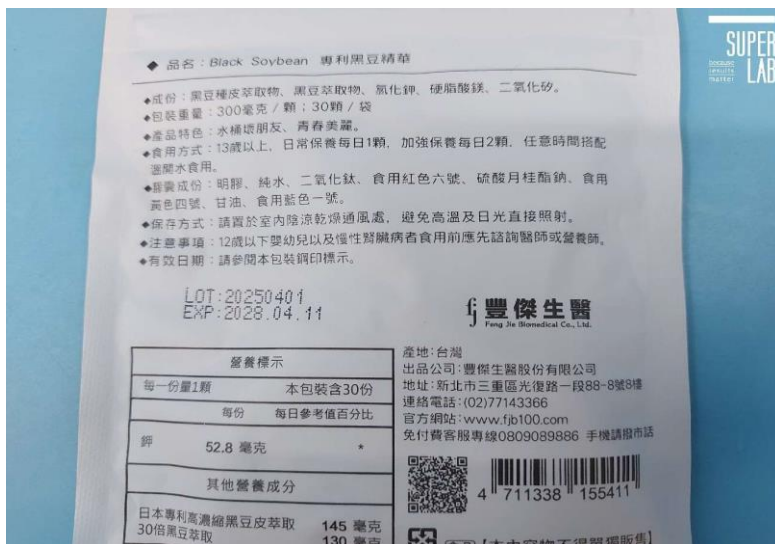 SUPER
because
results
matter
LAB
◆ 品名：Black Soybean 專利黑豆精華
◆成份：黑豆種皮萃取物、黑豆萃取物、氯化鉀、硬脂酸鎂、二氧化矽。
◆包裝重量：300毫克 / 顆；30顆 / 袋
◆產品特色：水桶壞朋友、青春美麗。
◆食用方式：13歲以上，日常保養每日1顆，加強保養每日2顆，任意時間搭配
溫開水食用。
◆膠囊成份：明膠、純水、二氧化鈦、食用紅色六號、硫酸月桂酯鈉、食用
黃色四號、甘油、食用藍色一號。
◆保存方式：請置於室內陰涼乾燥通風處，避免高溫及日光直接照射。
◆注意事項：12歲以下嬰幼兒以及慢性腎臟病者食用前應先諮詢醫師或營養師。
◆有效日期：請參閱本包裝鋼印標示。
LOT:20250401
EXP:2028.04.11
fj 豐傑生醫
Feng Jie Biomedical Co., Ltd.
營養標示
每一份量1顆 本包裝含30份
每份 每日參考值百分比
鉀 52.8 毫克 *
其他營養成分
日本專利高濃縮黑豆皮萃取 145 毫克
30倍黑豆萃取 130 毫克
產地：台灣
出品公司：豐傑生醫股份有限公司
地址：新北市三重區光復路一段88-8號8樓
連絡電話：(02)77143366
官方網站：www.fjb100.com
免付費客服專線0809089886 手機請撥市話
4 711338 155411
【本內容物不得單獨販售】